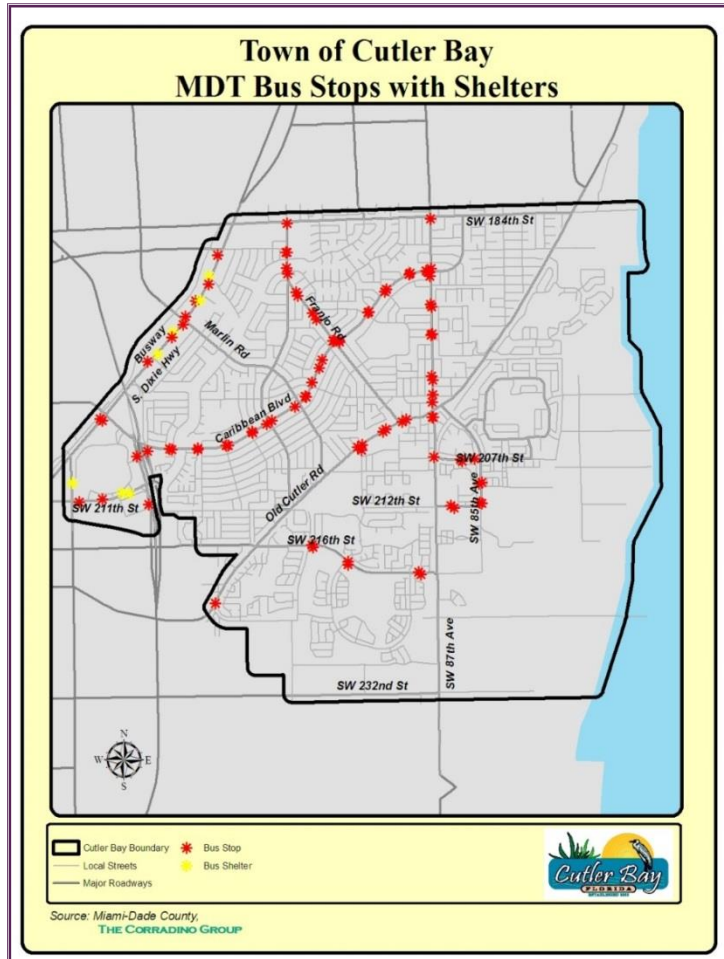 Town of Cutler Bay
MDT Bus Stops with Shelters
SW 184th St
Franjo Rd
Marlin Rd
Busway
S. Dixie Hwy
Caribbean Blvd
SW 207th St
Old Cutler Rd
SW 212th St
SW 85th Ave
SW 211th St
SW 216th St
SW 87th Ave
SW 232nd St
N
W E
S
Cutler Bay Boundary
Bus Stop
Local Streets
Bus Shelter
Major Roadways
Cutler Bay
FLORIDA
Source: Miami-Dade County,
THE CORRADINO GROUP